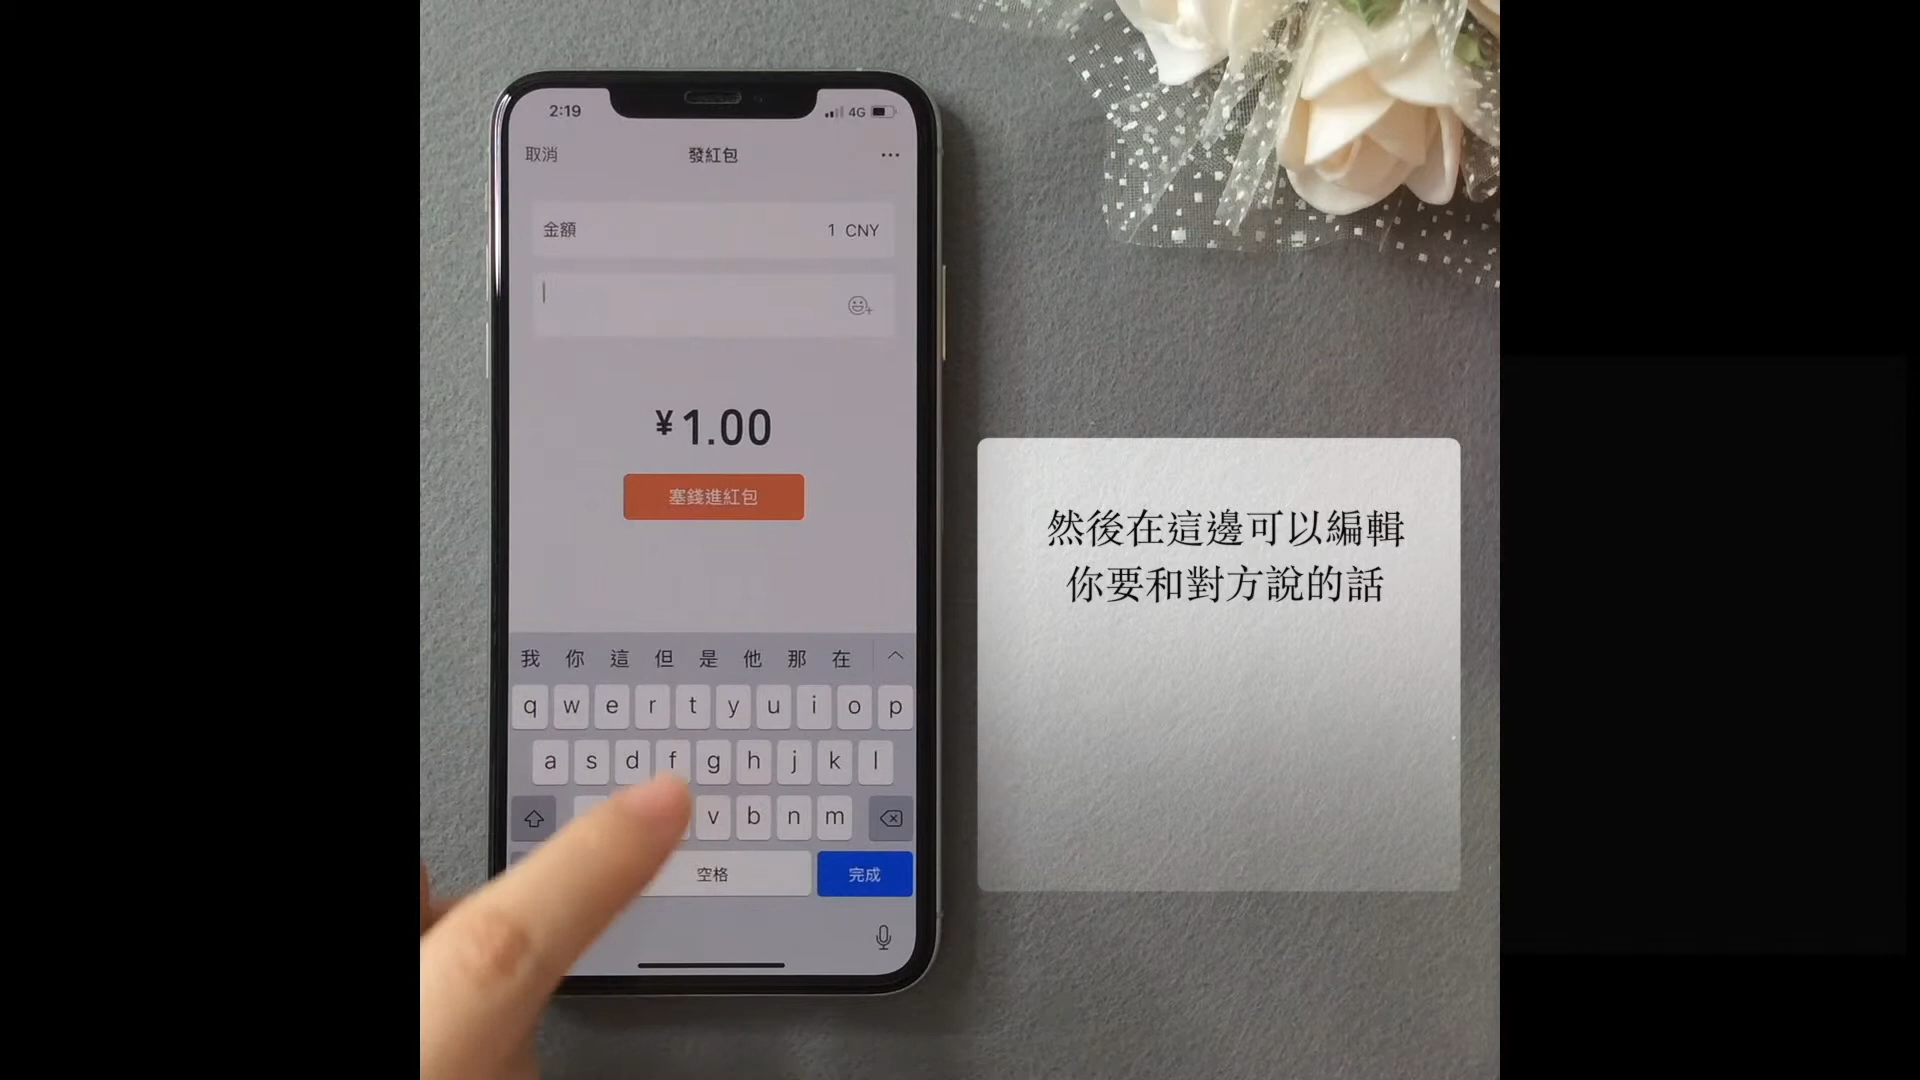 2:19
4G
取消
發紅包
金額
1 CNY
¥1.00
塞錢進紅包
然後在這邊可以編輯
你要和對方說的話
我 你 這 但 是 他 那 在
q w e r t y u i o p
a s d f g h j k l
v b n m
空格
完成